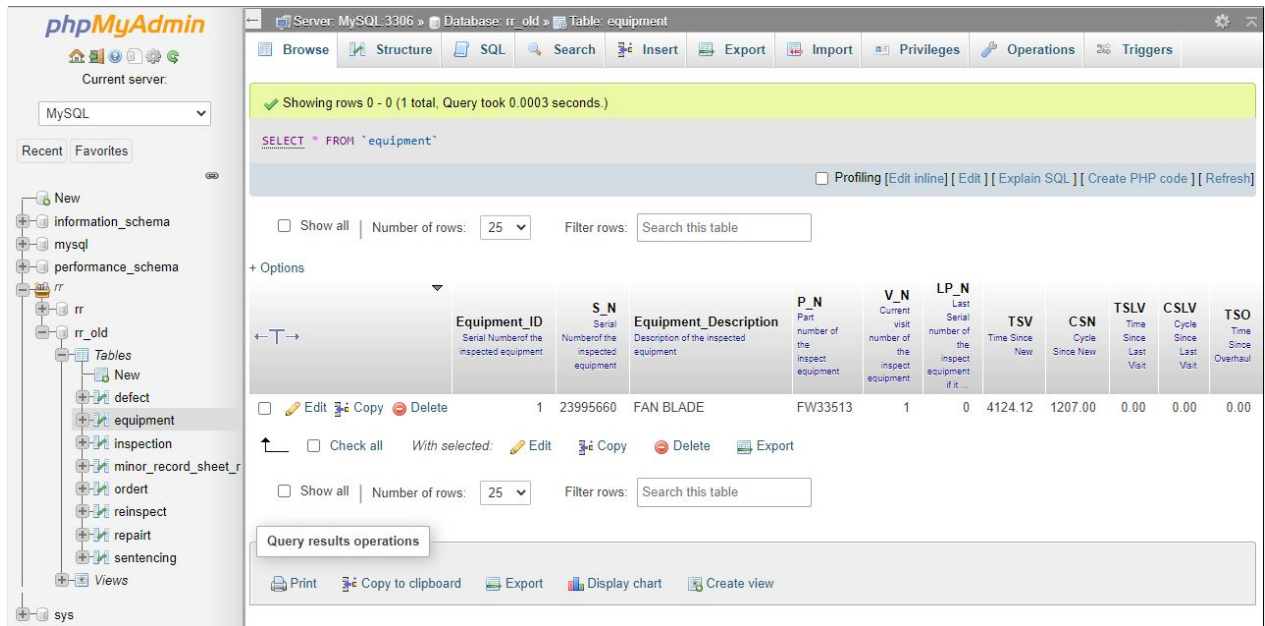 phpMyAdmin
Current server:
MySQL
Recent Favorites
New
information_schema
mysql
performance_schema
rr
rr
rr_old
Tables
New
defect
equipment
inspection
minor_record_sheet_r
ordert
reinspect
repairt
sentencing
Views
sys
Server: MySQL:3306 » Database: rr_old » Table: equipment
Browse Structure SQL Search Insert Export Import Privileges Operations Triggers
Showing rows 0 - 0 (1 total, Query took 0.0003 seconds.)
SELECT * FROM `equipment`
Profiling [Edit inline] [ Edit ] [ Explain SQL ] [ Create PHP code ] [ Refresh]
Show all | Number of rows: 25 Filter rows: Search this table
+ Options
←T→
Equipment_ID
Serial Numberof the
inspected equipment
S_N
Serial
Numberof the
inspected
equipment
Equipment_Description
Description of the inspected
equipment
P_N
Part
number of
the
inspect
equipment
V_N
Current
visit
number of
the
inspect
equipment
LP_N
Last
Serial
number of
the
inspect
equipment
if it ...
TSV
Time Since
New
CSN
Cycle
Since New
TSLV
Time
Since
Last
Visit
CSLV
Cycle
Since
Last
Visit
TSO
Time
Since
Overhaul
Edit Copy Delete 1 23995660 FAN BLADE FW33513 1 0 4124.12 1207.00 0.00 0.00 0.00
Check all With selected: Edit Copy Delete Export
Show all | Number of rows: 25 Filter rows: Search this table
Query results operations
Print Copy to clipboard Export Display chart Create view